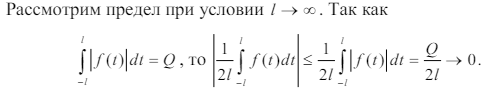 Рассмотрим предел при условии l → ∞. Так как
∫_{-l}^{l} |f(t)| dt = Q, то |1/(2l) ∫_{-l}^{l} f(t)dt| ≤ 1/(2l) ∫_{-l}^{l} |f(t)| dt = Q/(2l) → 0.